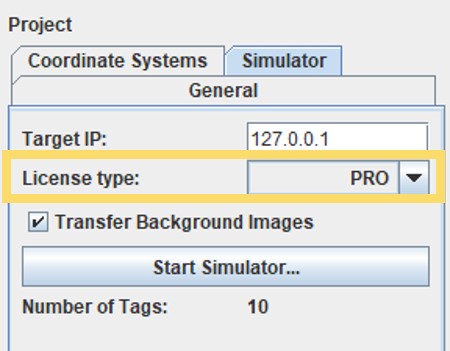 Project
Coordinate Systems Simulator
General
Target IP: 127.0.0.1
License type: PRO
Transfer Background Images
Start Simulator...
Number of Tags: 10